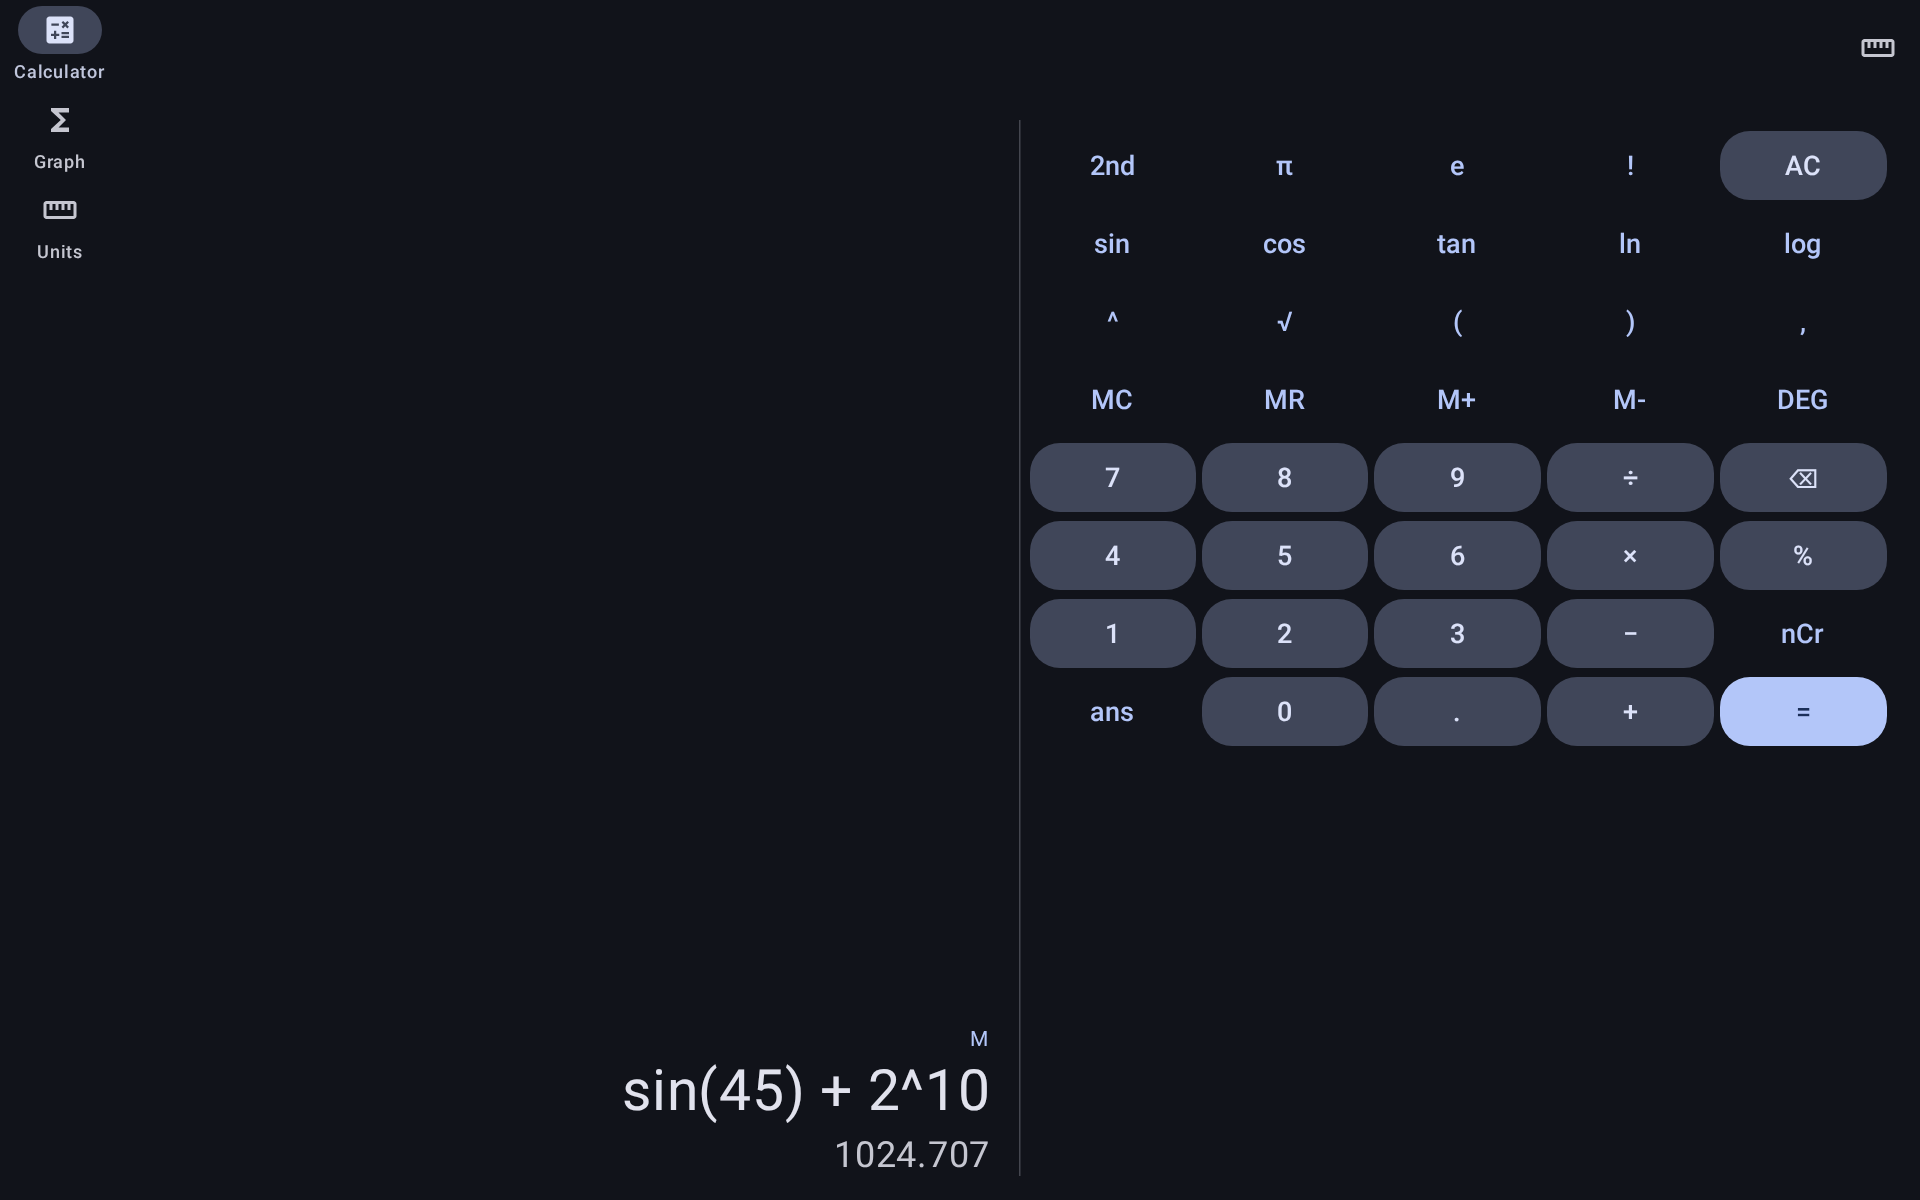 Calculator
Graph
Units
2nd π e ! AC
sin cos tan ln log
^ √ ( ) ,
MC MR M+ M- DEG
7 8 9 ÷ ⌫
4 5 6 × %
1 2 3 − nCr
ans 0 . + =
M
sin(45) + 2^10
1024.707